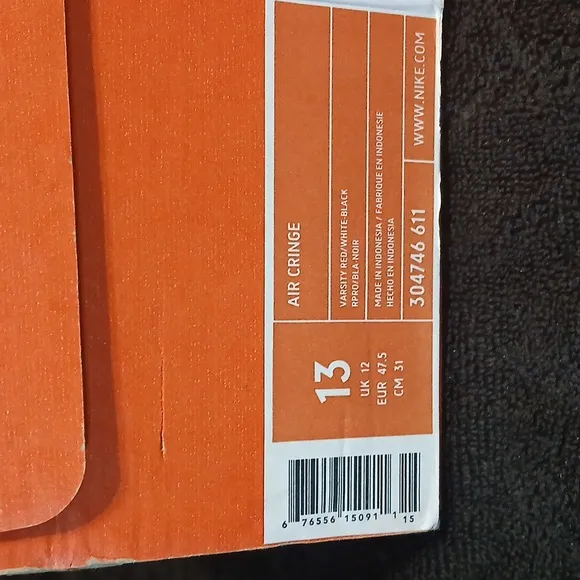 AIR CRINGE
VARSITY RED/WHITE-BLACK
RPRO/BLA-NOIR
MADE IN INDONESIA / FABRIQUE EN INDONESIE
HECHO EN INDONESIA
304746 611
WWW.NIKE.COM
13
UK 12
EUR 47.5
CM 31
6 76556 15091 1 15